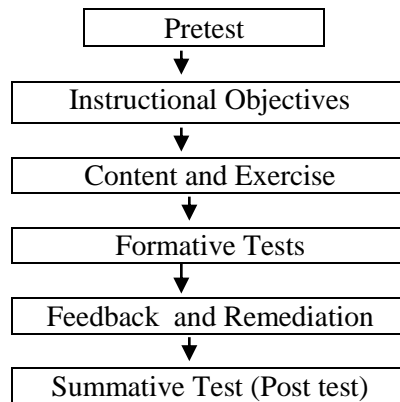 Pretest
Instructional Objectives
Content and Exercise
Formative Tests
Feedback and Remediation
Summative Test (Post test)